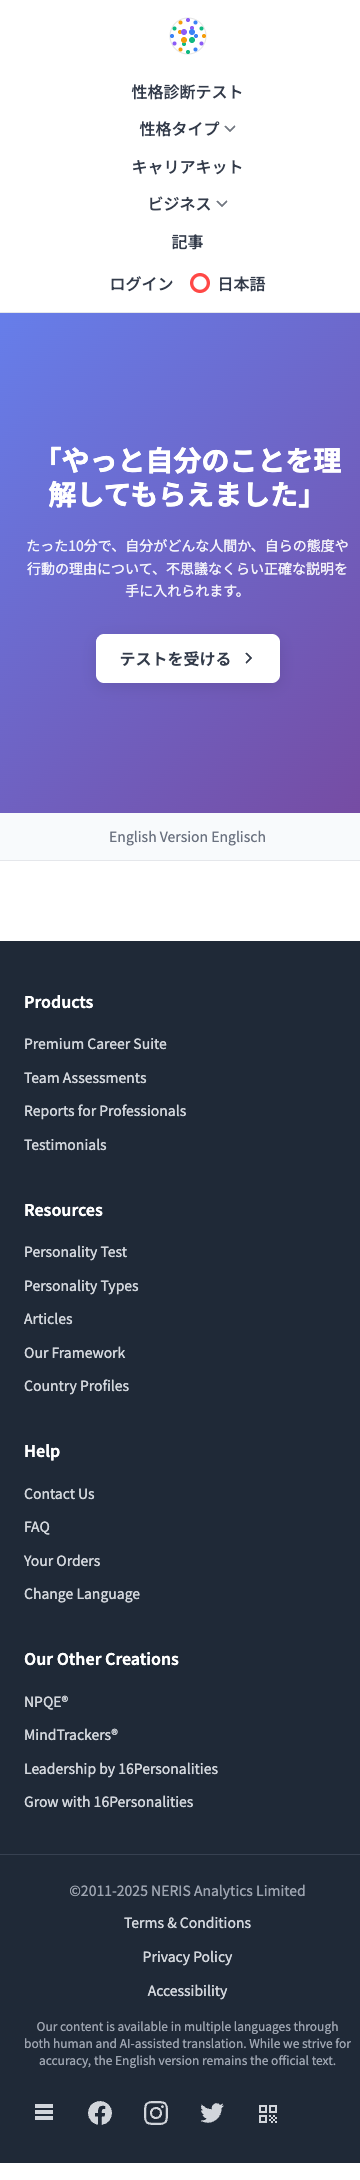 性格診断テスト
性格タイプ
キャリアキット
ビジネス
記事
ログイン 日本語
「やっと自分のことを理
解してもらえました」
たった10分で、自分がどんな人間か、自らの態度や
行動の理由について、不思議なくらい正確な説明を
手に入れられます。
テストを受ける
English Version Englisch
Products
Premium Career Suite
Team Assessments
Reports for Professionals
Testimonials
Resources
Personality Test
Personality Types
Articles
Our Framework
Country Profiles
Help
Contact Us
FAQ
Your Orders
Change Language
Our Other Creations
NPQE®
MindTrackers®
Leadership by 16Personalities
Grow with 16Personalities
©2011-2025 NERIS Analytics Limited
Terms & Conditions
Privacy Policy
Accessibility
Our content is available in multiple languages through
both human and AI-assisted translation. While we strive for
accuracy, the English version remains the official text.